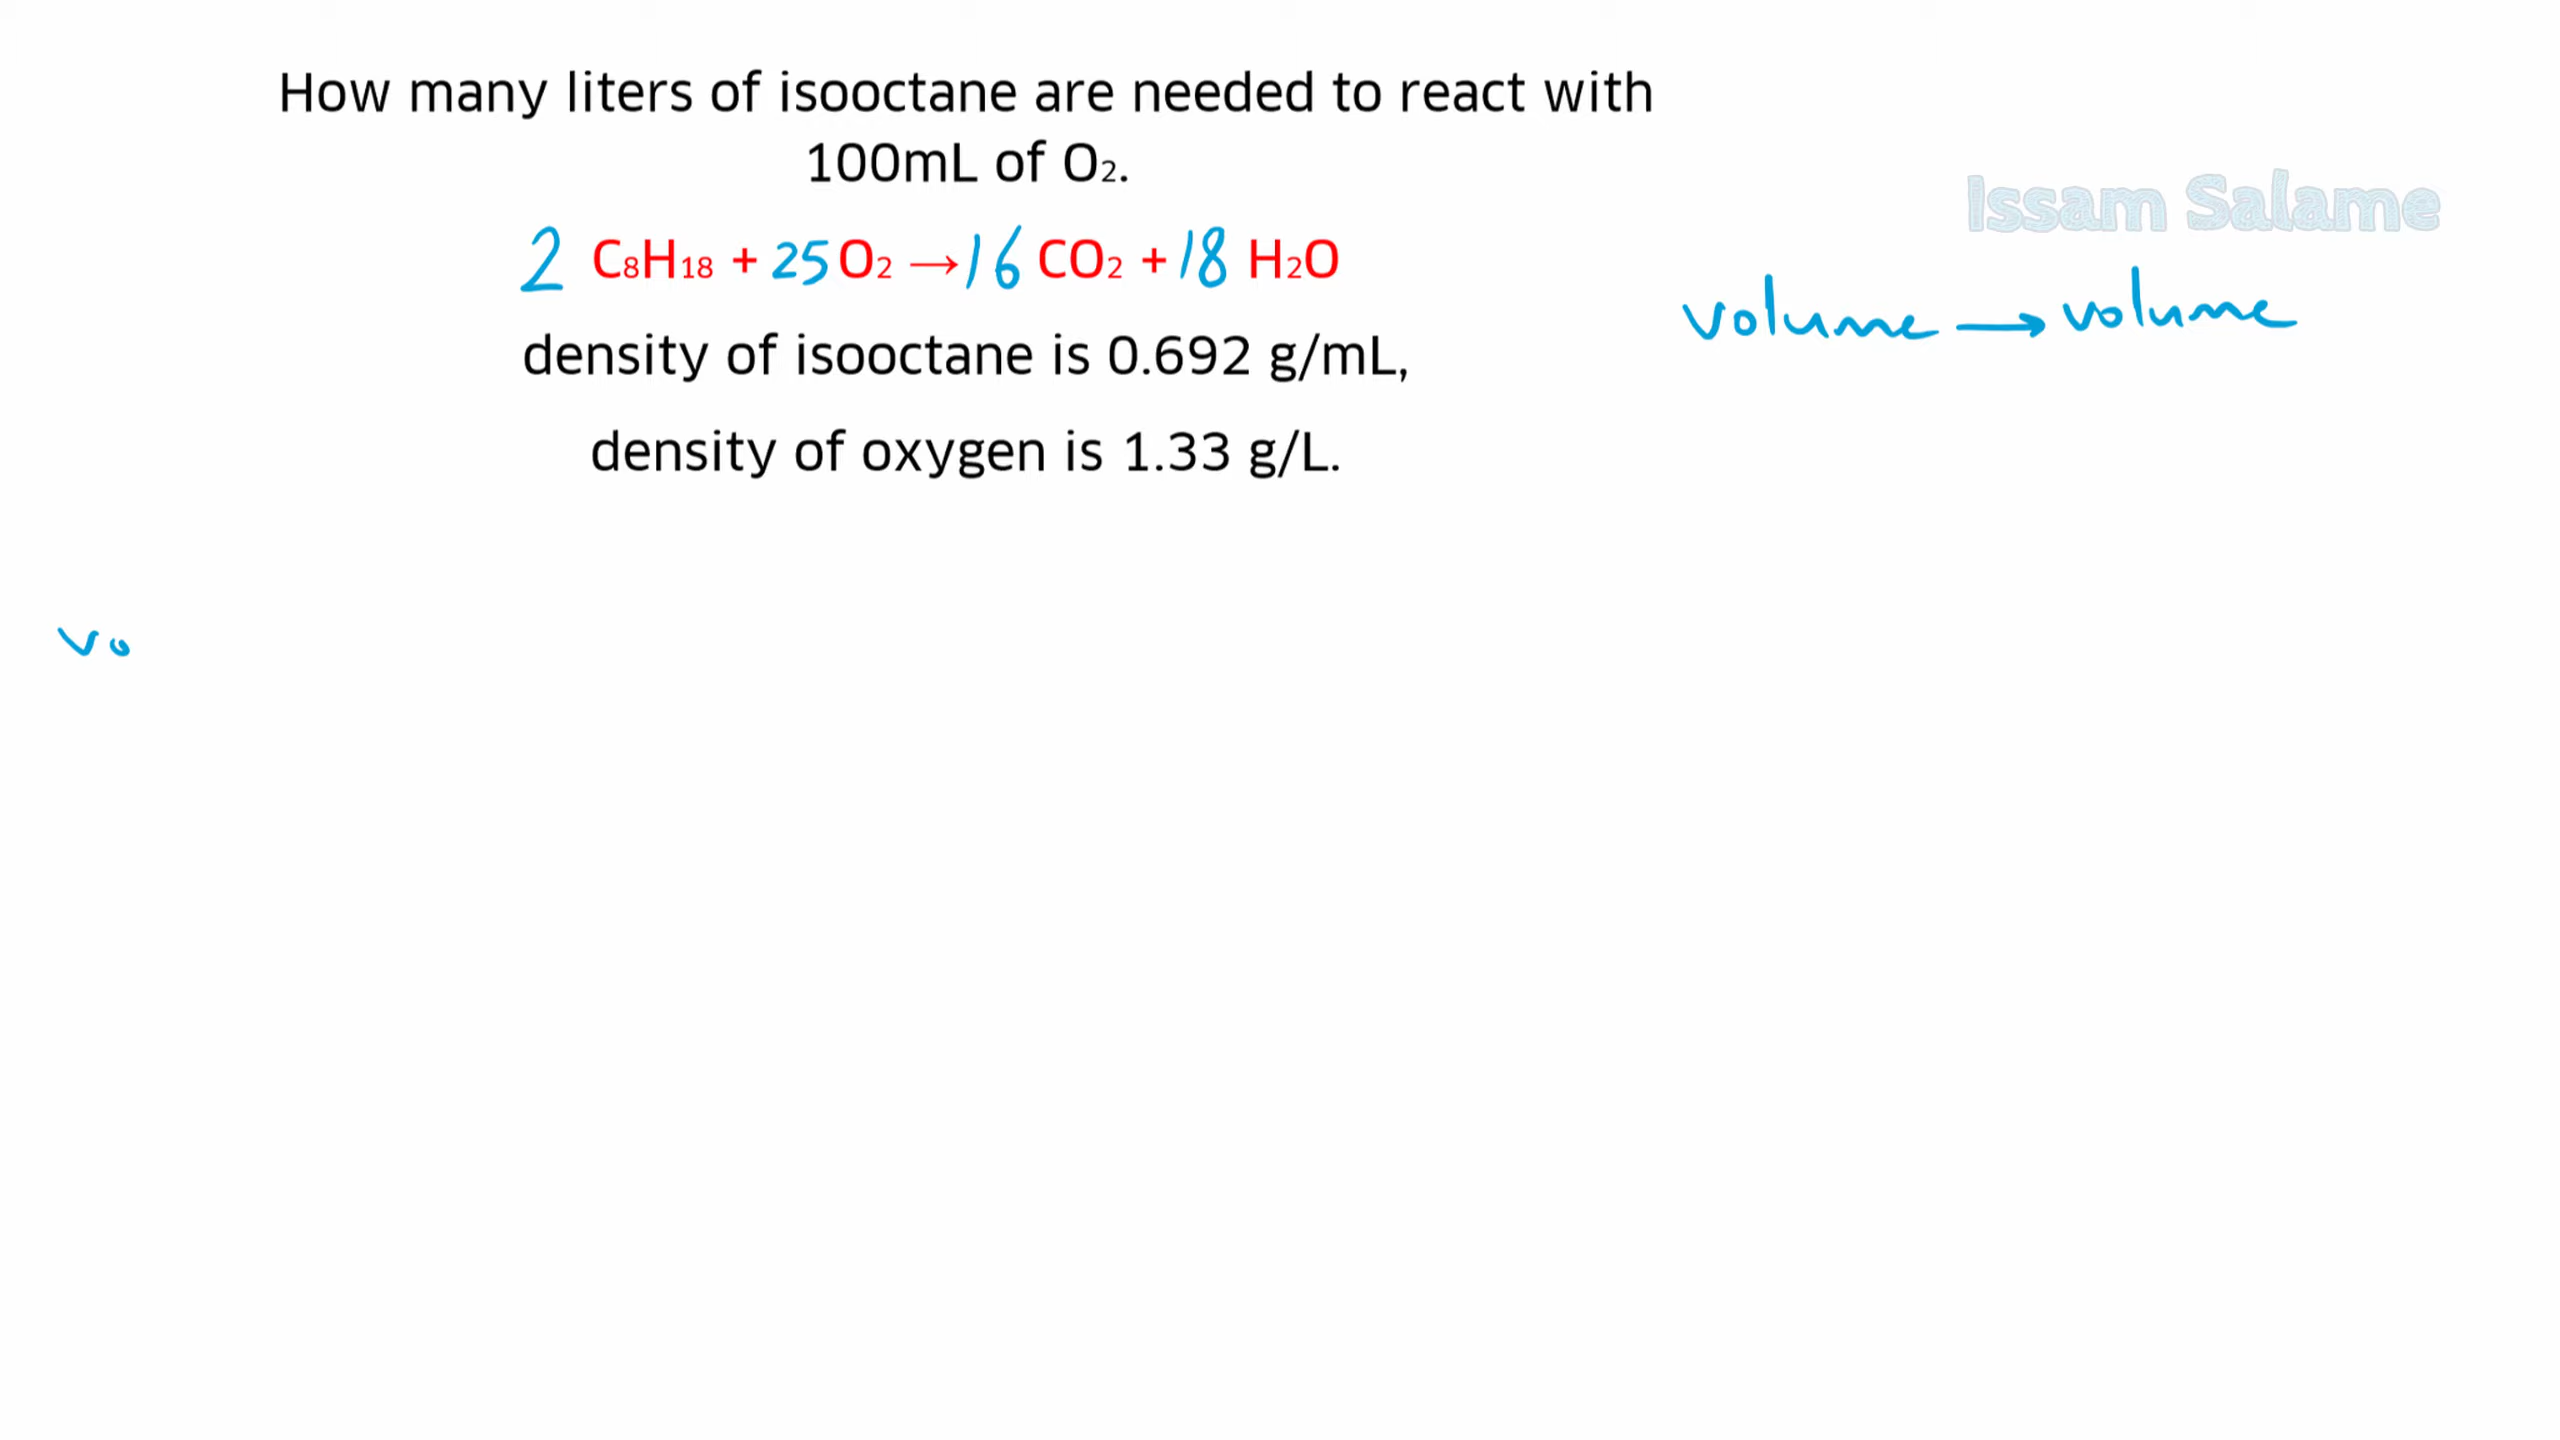 How many liters of isooctane are needed to react with
100mL of O₂.
Issam Salame
2 C₈H₁₈ + 25 O₂ → 16 CO₂ + 18 H₂O
volume → volume
density of isooctane is 0.692 g/mL,
density of oxygen is 1.33 g/L.
vo